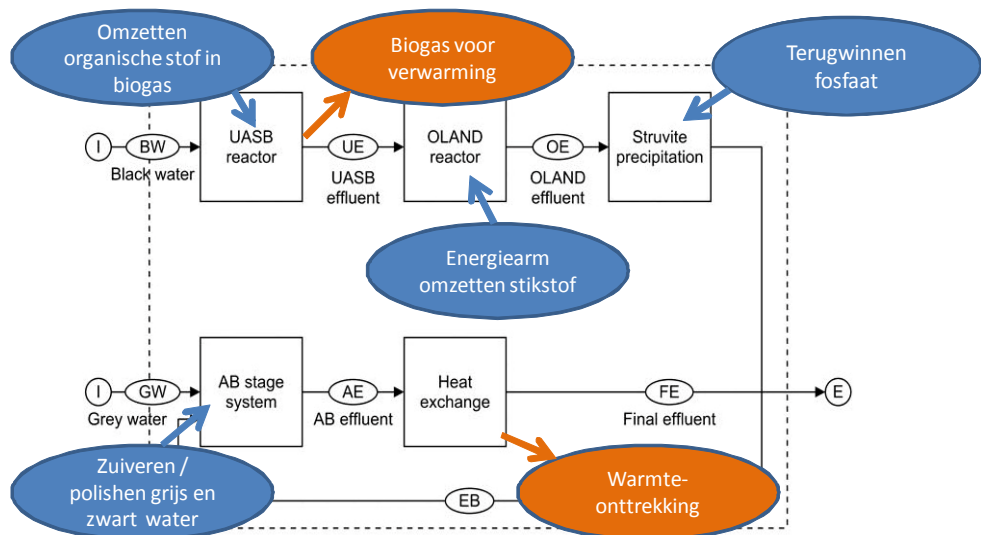 Omzetten
organische stof in
biogas
Biogas voor
verwarming
Terugwinnen
fosfaat
I
BW
Black water
UASB
reactor
UE
UASB
effluent
OLAND
reactor
OE
OLAND
effluent
Struvite
precipitation
Energiearm
omzetten stikstof
I
GW
Grey water
AB stage
system
AE
AB effluent
Heat
exchange
FE
Final effluent
E
Zuiveren /
polishen grijs en
zwart water
EB
Warmte-
onttrekking